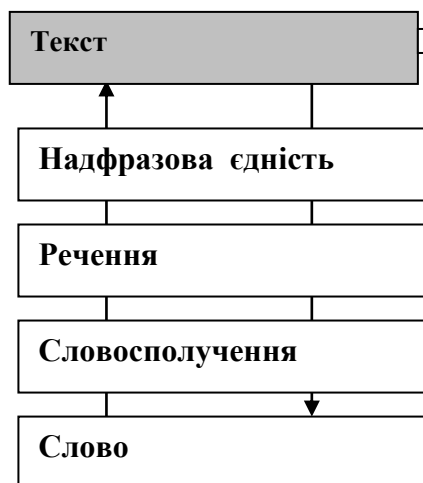 Текст
Надфразова єдність
Речення
Словосполучення
Слово